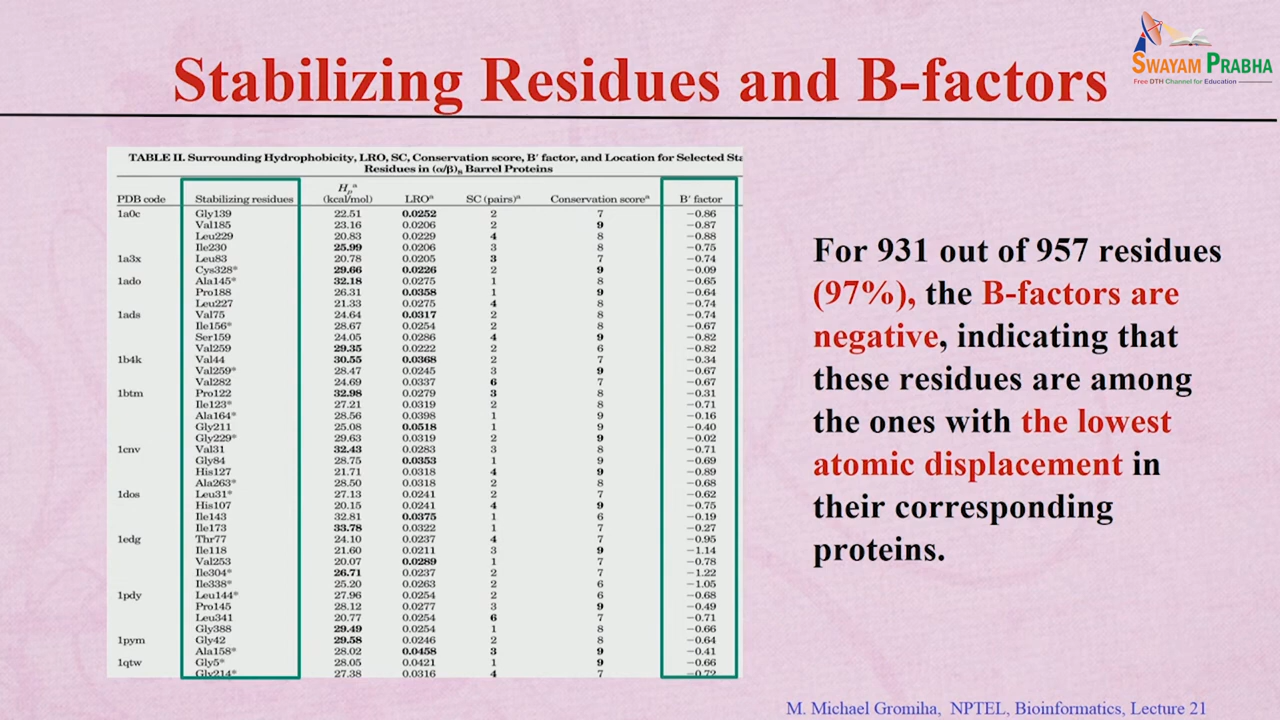 Stabilizing Residues and B-factors
SWAYAM PRABHA
Free DTH Channel for Education
TABLE II. Surrounding Hydrophobicity, LRO, SC, Conservation score, B' factor, and Location for Selected Sta
Residues in (α/β)8 Barrel Proteins
PDB code Stabilizing residues Hp^a (kcal/mol) LRO^a SC (pairs)^a Conservation score^a B' factor
1a0c Gly139 22.51 0.0252 2 7 −0.86
Val185 23.16 0.0206 2 9 −0.87
Leu229 20.83 0.0229 4 8 −0.88
Ile230 25.99 0.0206 3 8 −0.75
1a3x Leu83 20.78 0.0205 3 7 −0.74
Cys328* 29.66 0.0226 2 9 −0.09
1ado Ala145* 32.18 0.0275 1 8 −0.65
Pro188 26.31 0.0358 1 9 −0.64
Leu227 21.33 0.0275 4 8 −0.74
1ads Val75 24.64 0.0317 2 8 −0.74
Ile156* 28.67 0.0254 2 8 −0.67
Ser159 24.05 0.0286 4 9 −0.82
Val259 29.35 0.0222 2 6 −0.82
1b4k Val44 30.55 0.0368 2 7 −0.34
Val259* 28.47 0.0245 3 9 −0.67
Val282 24.69 0.0337 6 7 −0.67
1btm Pro122 32.98 0.0279 3 8 −0.31
Ile123* 27.21 0.0319 2 8 −0.71
Ala164* 28.56 0.0398 1 9 −0.16
Gly211 25.08 0.0518 1 9 −0.40
Gly229* 29.63 0.0319 2 9 −0.02
1cnv Val31 32.43 0.0283 3 8 −0.71
Gly84 28.75 0.0353 1 9 −0.69
His127 21.71 0.0318 4 9 −0.89
Ala263* 28.50 0.0318 2 8 −0.68
1dos Leu31* 27.13 0.0241 2 7 −0.62
His107 20.15 0.0241 4 9 −0.75
Ile143 32.81 0.0375 1 6 −0.19
Ile173 33.78 0.0322 1 7 −0.27
1edg Thr77 24.10 0.0237 4 7 −0.95
Ile118 21.60 0.0211 3 9 −1.14
Val253 20.07 0.0289 1 7 −0.78
Ile304* 26.71 0.0237 2 7 −1.22
Ile338* 25.20 0.0263 2 6 −1.05
1pdy Leu144* 27.96 0.0254 2 6 −0.68
Pro145 28.12 0.0277 3 9 −0.49
Leu341 20.77 0.0254 6 7 −0.71
Gly388 29.49 0.0254 1 8 −0.66
1pym Gly42 29.58 0.0246 2 8 −0.64
Ala158* 28.02 0.0458 3 9 −0.41
1qtw Gly5* 28.05 0.0421 1 9 −0.66
Gly214* 27.38 0.0316 4 7 −0.72
For 931 out of 957 residues
(97%), the B-factors are
negative, indicating that
these residues are among
the ones with the lowest
atomic displacement in
their corresponding
proteins.
M. Michael Gromiha, NPTEL, Bioinformatics, Lecture 21